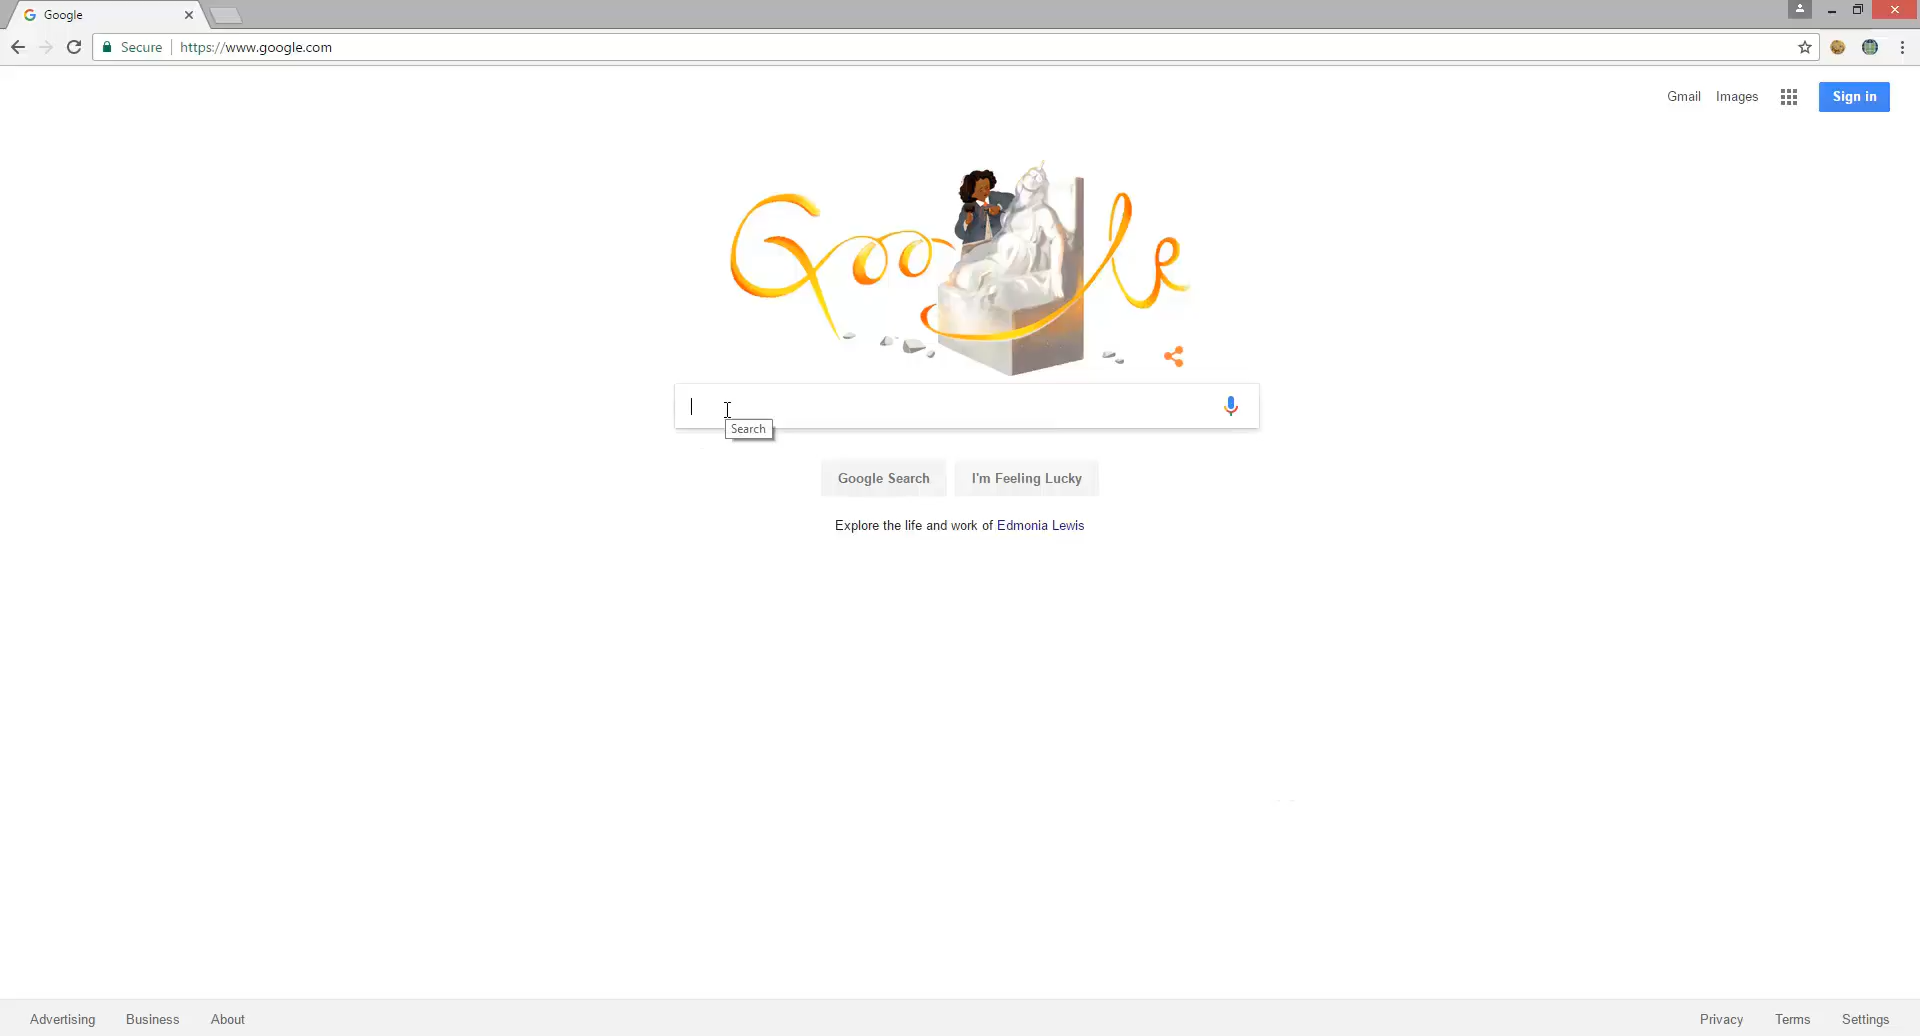 Google
Secure https://www.google.com
Gmail Images Sign in
Google
Search
Google Search I'm Feeling Lucky
Explore the life and work of Edmonia Lewis
Advertising Business About Privacy Terms Settings